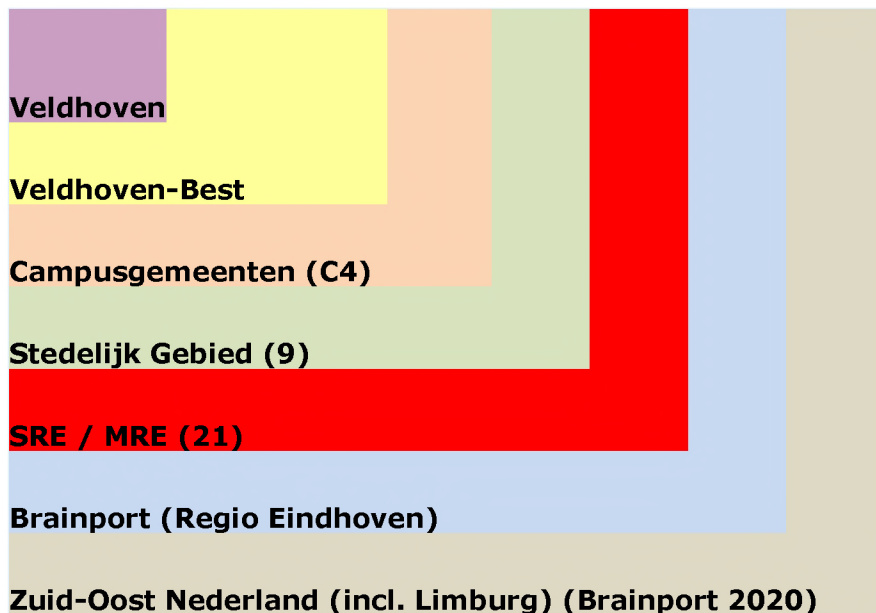 Veldhoven
Veldhoven-Best
Campusgemeenten (C4)
Stedelijk Gebied (9)
SRE / MRE (21)
Brainport (Regio Eindhoven)
Zuid-Oost Nederland (incl. Limburg) (Brainport 2020)